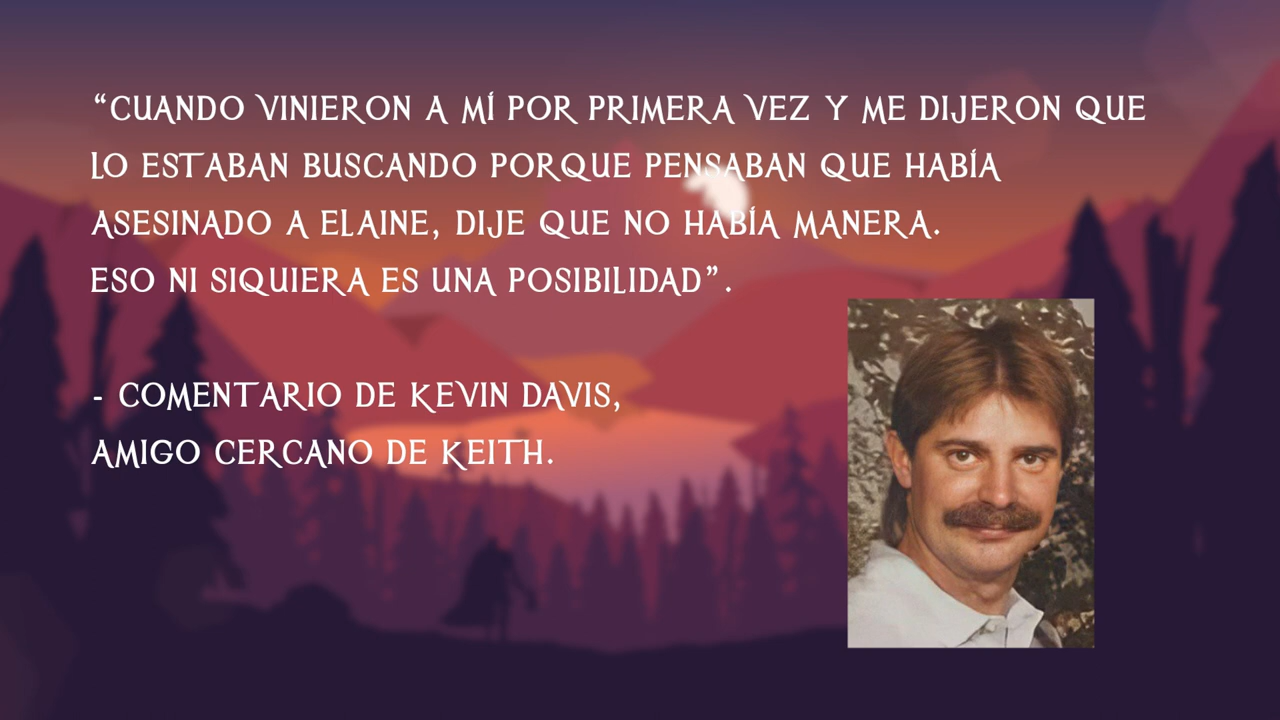 “CUANDO VINIERON A MÍ POR PRIMERA VEZ Y ME DIJERON QUE
LO ESTABAN BUSCANDO PORQUE PENSABAN QUE HABÍA
ASESINADO A ELAINE, DIJE QUE NO HABÍA MANERA.
ESO NI SIQUIERA ES UNA POSIBILIDAD”.
- COMENTARIO DE KEVIN DAVIS,
AMIGO CERCANO DE KEITH.